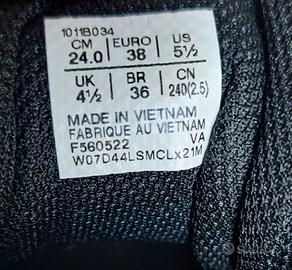 1011B034
CM EURO US
24.0 38 5½
UK BR CN
4½ 36 240(2.5)
MADE IN VIETNAM
FABRIQUE AU VIETNAM
F560522 VA
W07D44LSMCLx21M
subito